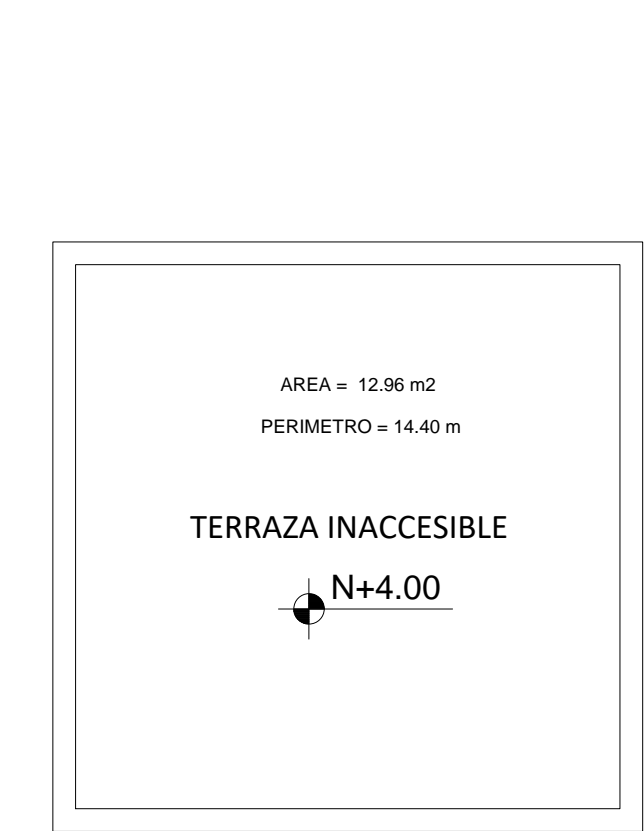 AREA =  12.96 m2
PERIMETRO = 14.40 m
TERRAZA INACCESIBLE
N+4.00